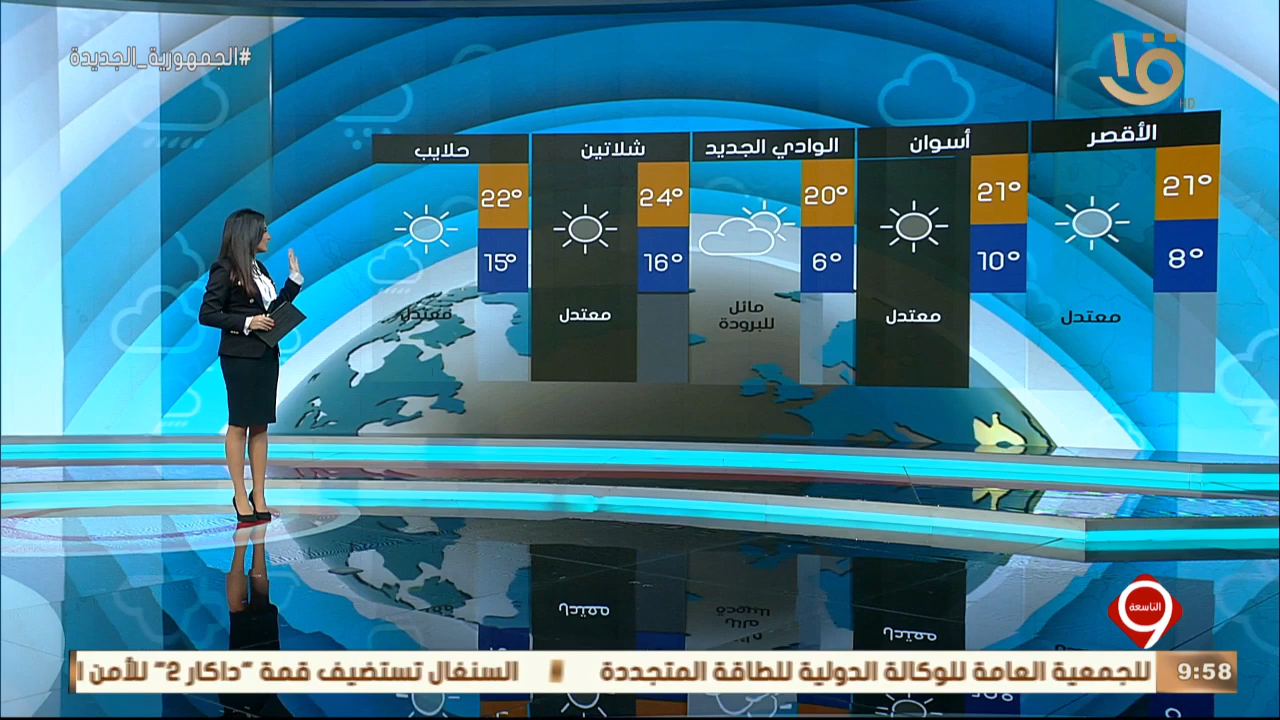 #الجمهورية_الجديدة
الأقصر
21°
8°
معتدل
أسوان
21°
10°
معتدل
الوادي الجديد
20°
6°
مائل
للبرودة
شلاتين
24°
16°
معتدل
حلايب
22°
15°
معتدل
HD
التاسعة
9
9:58
للجمعية العامة للوكالة الدولية للطاقة المتجددة
السنغال تستضيف قمة "داكار 2" للأمن ا